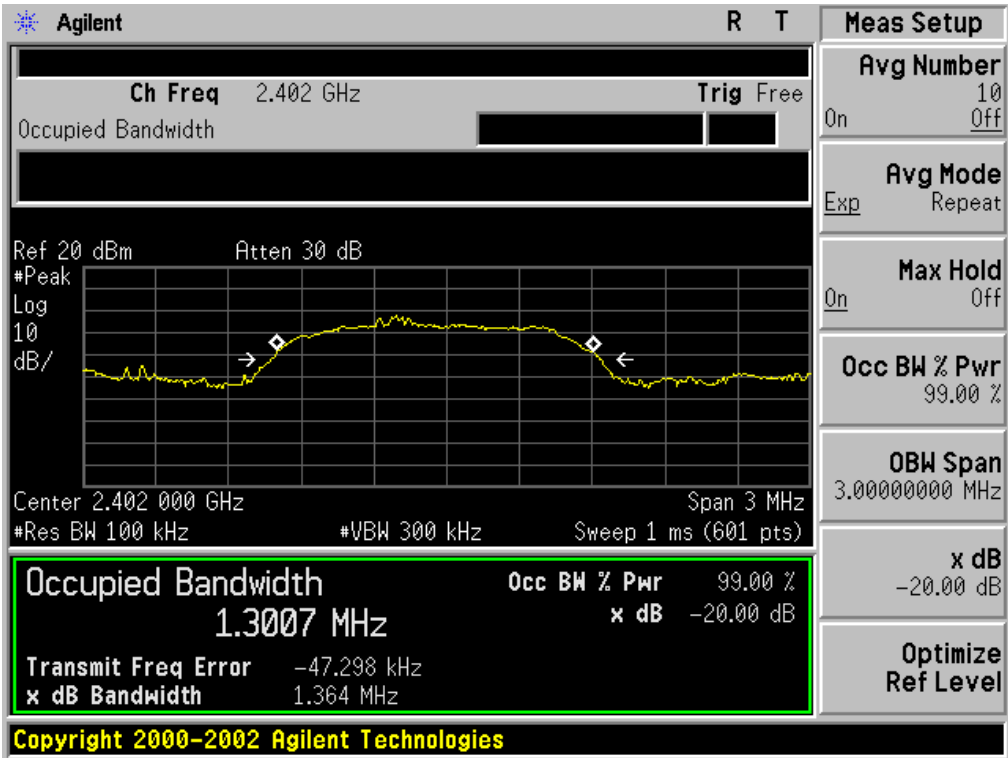 Agilent R T
Meas Setup
Ch Freq 2.402 GHz Trig Free
Occupied Bandwidth
Ref 20 dBm Atten 30 dB
#Peak
Log
10
dB/
Center 2.402 000 GHz Span 3 MHz
#Res BW 100 kHz #VBW 300 kHz Sweep 1 ms (601 pts)
Occupied Bandwidth Occ BW % Pwr 99.00 %
1.3007 MHz x dB -20.00 dB
Transmit Freq Error -47.298 kHz
x dB Bandwidth 1.364 MHz
Copyright 2000-2002 Agilent Technologies
Avg Number
10
On Off
Avg Mode
Exp Repeat
Max Hold
On Off
Occ BW % Pwr
99.00 %
OBW Span
3.00000000 MHz
x dB
-20.00 dB
Optimize
Ref Level